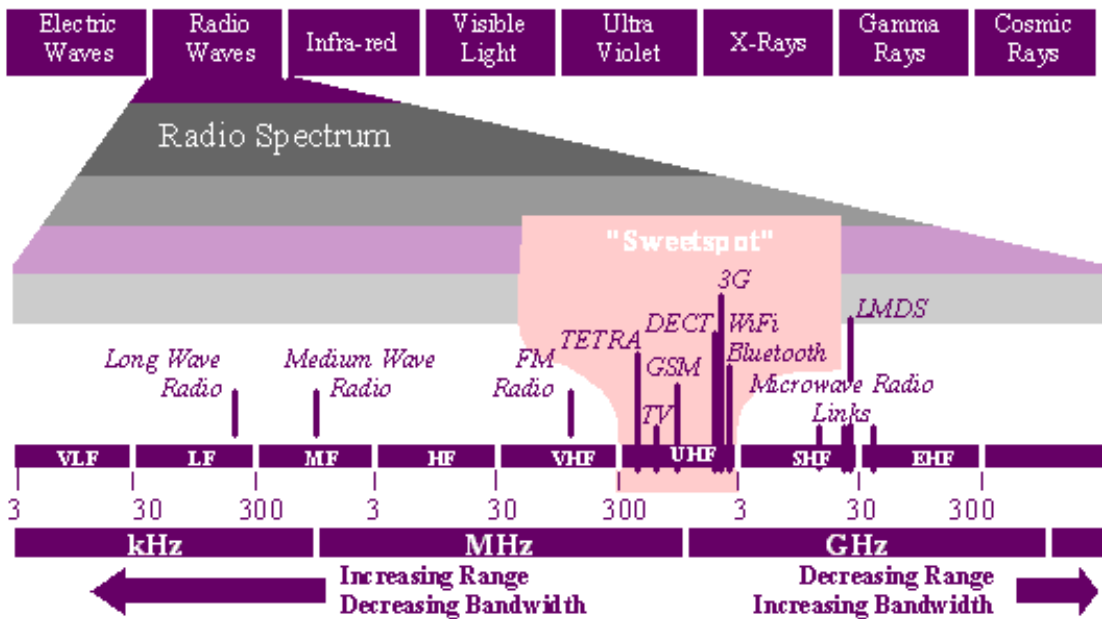 Electric Waves
Radio Waves
Infra-red
Visible Light
Ultra Violet
X-Rays
Gamma Rays
Cosmic Rays
Radio Spectrum
"Sweetspot"
3G
LMDS
DECT
WiFi
TETRA
Bluetooth
Long Wave Radio
Medium Wave Radio
FM Radio
GSM
Microwave Radio Links
TV
VLF
LF
MF
HF
VHF
UHF
SHF
EHF
3
30
300
3
30
300
3
30
300
kHz
MHz
GHz
Increasing Range
Decreasing Bandwidth
Decreasing Range
Increasing Bandwidth